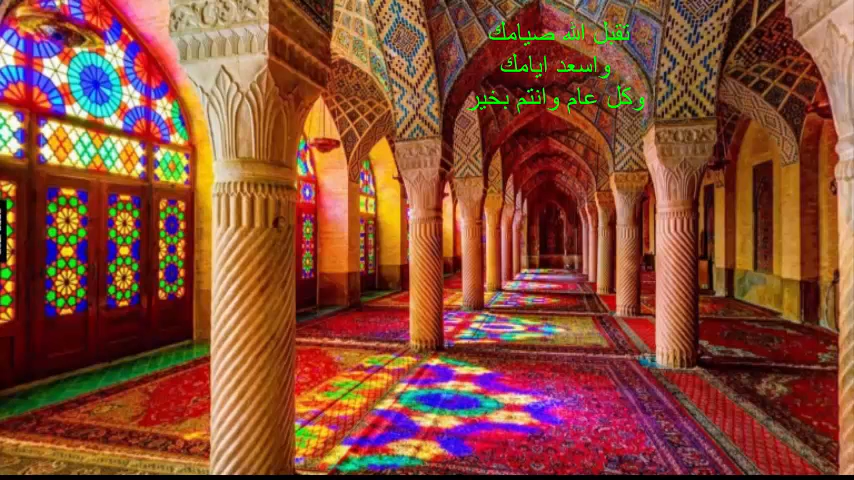 تقبل الله صيامك
واسعد ايامك
وكل عام وانتم بخير